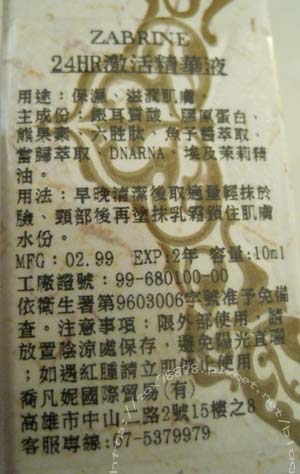 ZABRINE
24HR激活精華液
用途：保濕、滋潤肌膚。
主成份：銀耳質酸、膠原蛋白、
熊果素、六胜肽、魚子醬萃取、
當歸萃取、DNARNA、埃及茉莉精
油。
用法：早晚清潔後取適量輕抹於
臉、頸部後再塗抹乳霜鎖住肌膚
水份。
MFG：02.99 EXP:2年 容量:10ml
工廠證號：99-680100-00
依衛生署第9603006字號准予免備
查。注意事項：限外部使用，請
放置陰涼處保存，避免陽光直曬
；如遇紅腫請立即停止使用
喬凡妮國際貿易(有)
高雄市中山二路2號15樓之8
客服專線：07-5379979